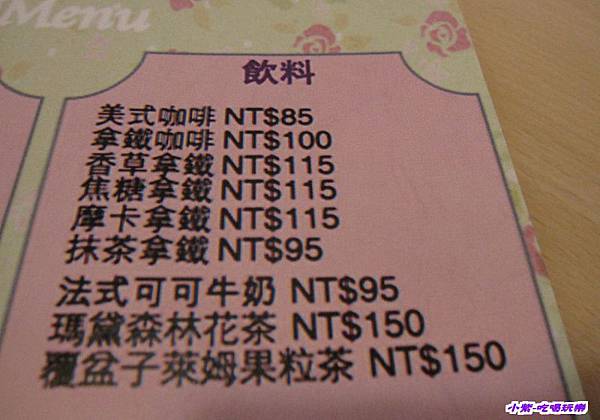 Menu
飲料
美式咖啡 NT$85
拿鐵咖啡 NT$100
香草拿鐵 NT$115
焦糖拿鐵 NT$115
摩卡拿鐵 NT$115
抹茶拿鐵 NT$95
法式可可牛奶 NT$95
瑪黛森林花茶 NT$150
覆盆子萊姆果粒茶 NT$150
小紫-吃喝玩樂